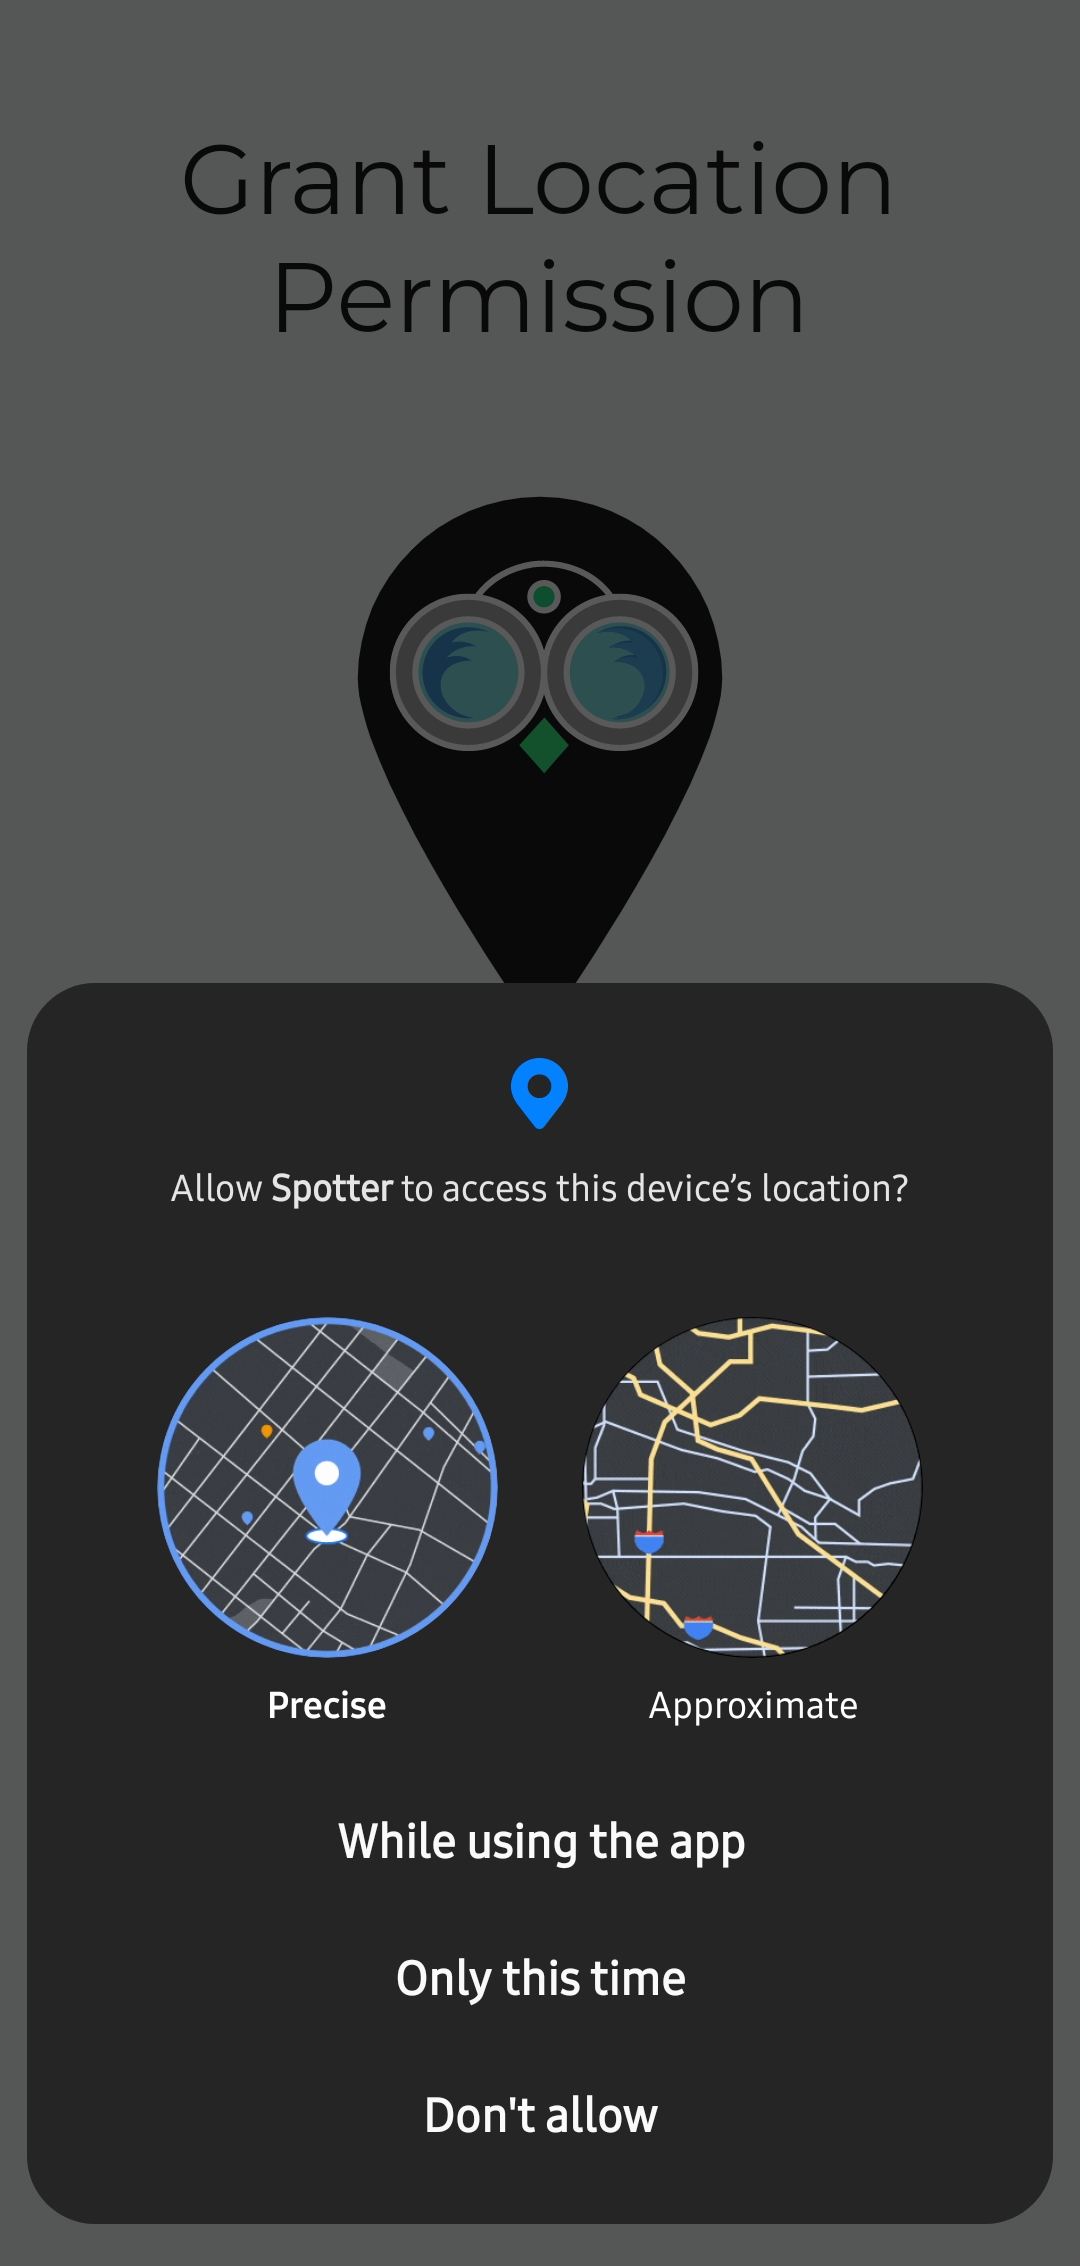 Grant Location
Permission
Allow Spotter to access this device’s location?
Precise
Approximate
While using the app
Only this time
Don't allow